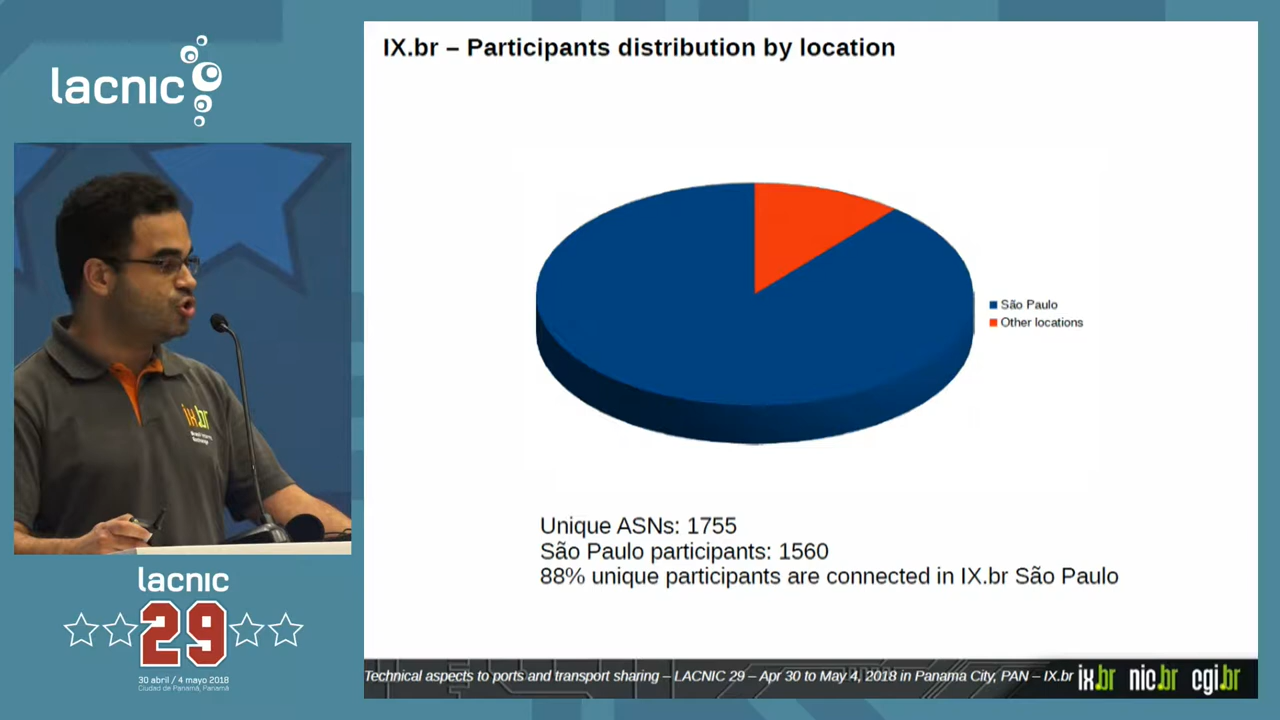 lacnic
IX.br – Participants distribution by location
São Paulo
Other locations
ix.br
Unique ASNs: 1755
São Paulo participants: 1560
88% unique participants are connected in IX.br São Paulo
lacnic
29
30 abril / 4 mayo 2018
Ciudad de Panamá, Panamá
Technical aspects to ports and transport sharing – LACNIC 29 – Apr 30 to May 4, 2018 in Panama City, PAN – IX.br
ix.br nic.br cgi.br